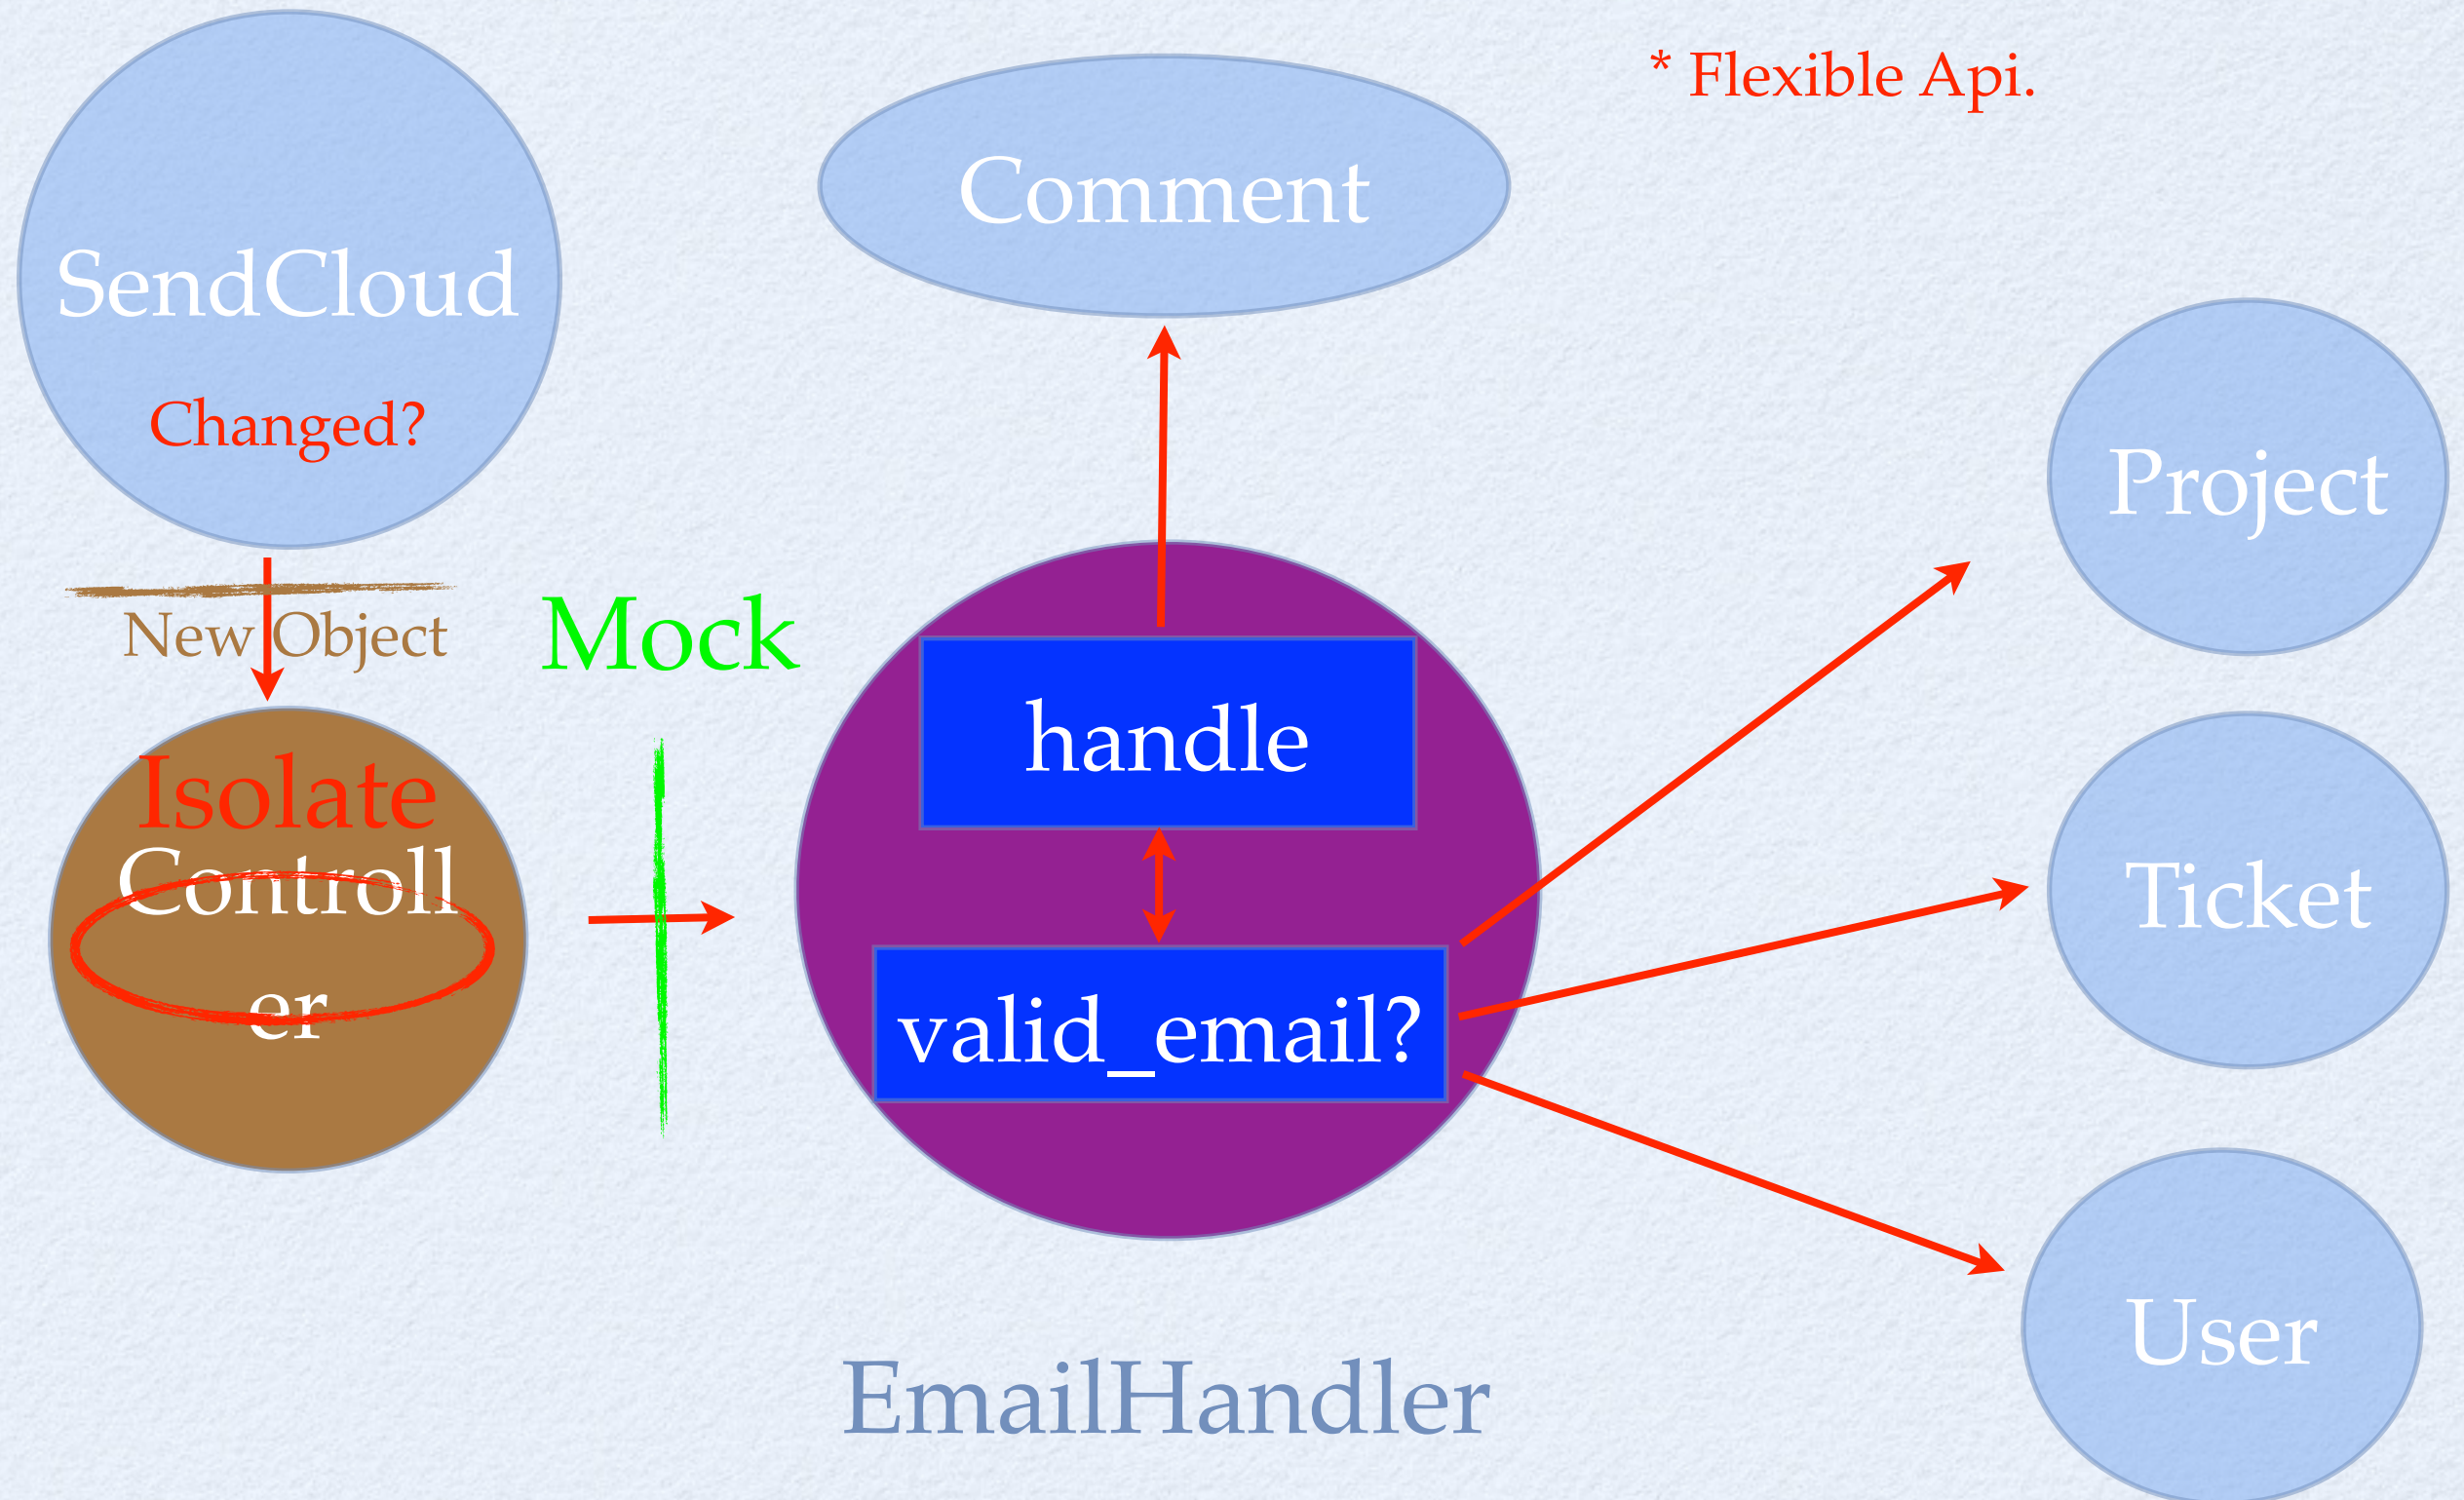 * Flexible Api.
Comment
SendCloud
Changed?
Project
New Object
Mock
handle
Isolate
Controll
er
Ticket
valid_email?
User
EmailHandler